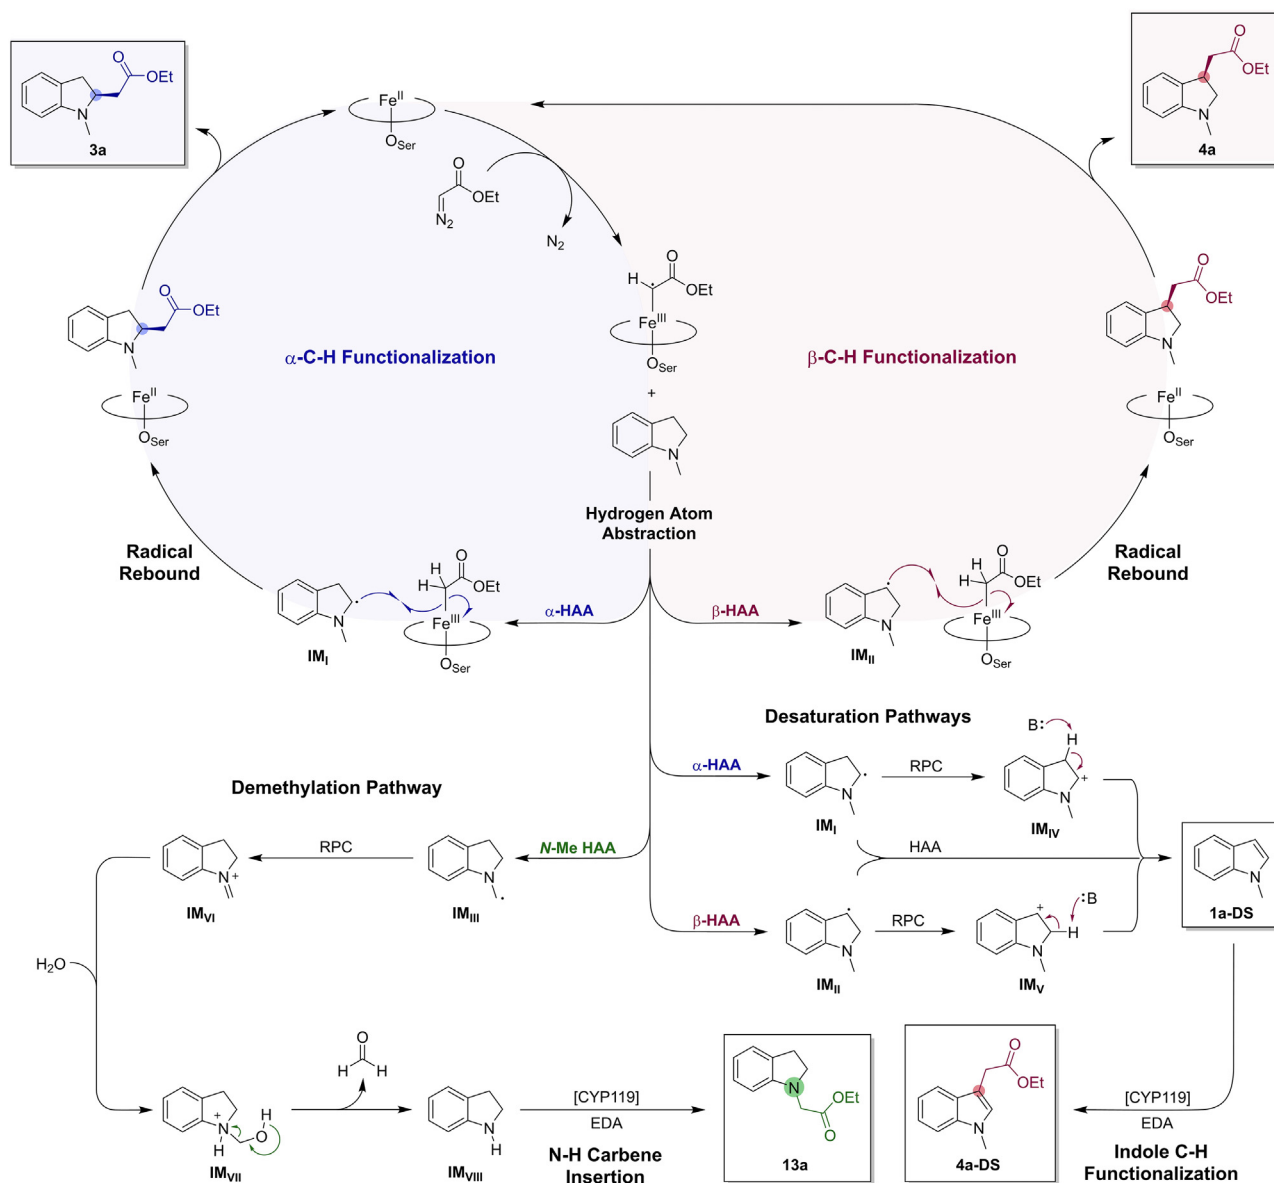 O
OEt
N
3a
Fe^II
O_Ser
O
OEt
N2
N2
O
OEt
N
4a
H
O
OEt
Fe^III
O_Ser
+
N
O
OEt
N
Fe^II
O_Ser
α-C-H Functionalization
β-C-H Functionalization
O
OEt
N
Fe^II
O_Ser
Hydrogen Atom
Abstraction
Radical
Rebound
Radical
Rebound
N
IM_I
H
H
O
OEt
Fe^III
O_Ser
α-HAA
β-HAA
N
IM_II
H
H
O
OEt
Fe^III
O_Ser
Desaturation Pathways
α-HAA
N
IM_I
RPC
B:
H
+
N
IM_IV
Demethylation Pathway
N
+
IM_VI
RPC
N
IM_III
N-Me HAA
HAA
N
1a-DS
β-HAA
N
IM_II
RPC
+
:B
H
N
IM_V
H2O
O
H
H
+
N
H
O
H
IM_VII
N
H
IM_VIII
[CYP119]
EDA
N-H Carbene
Insertion
N
OEt
O
13a
O
OEt
N
4a-DS
[CYP119]
EDA
Indole C-H
Functionalization